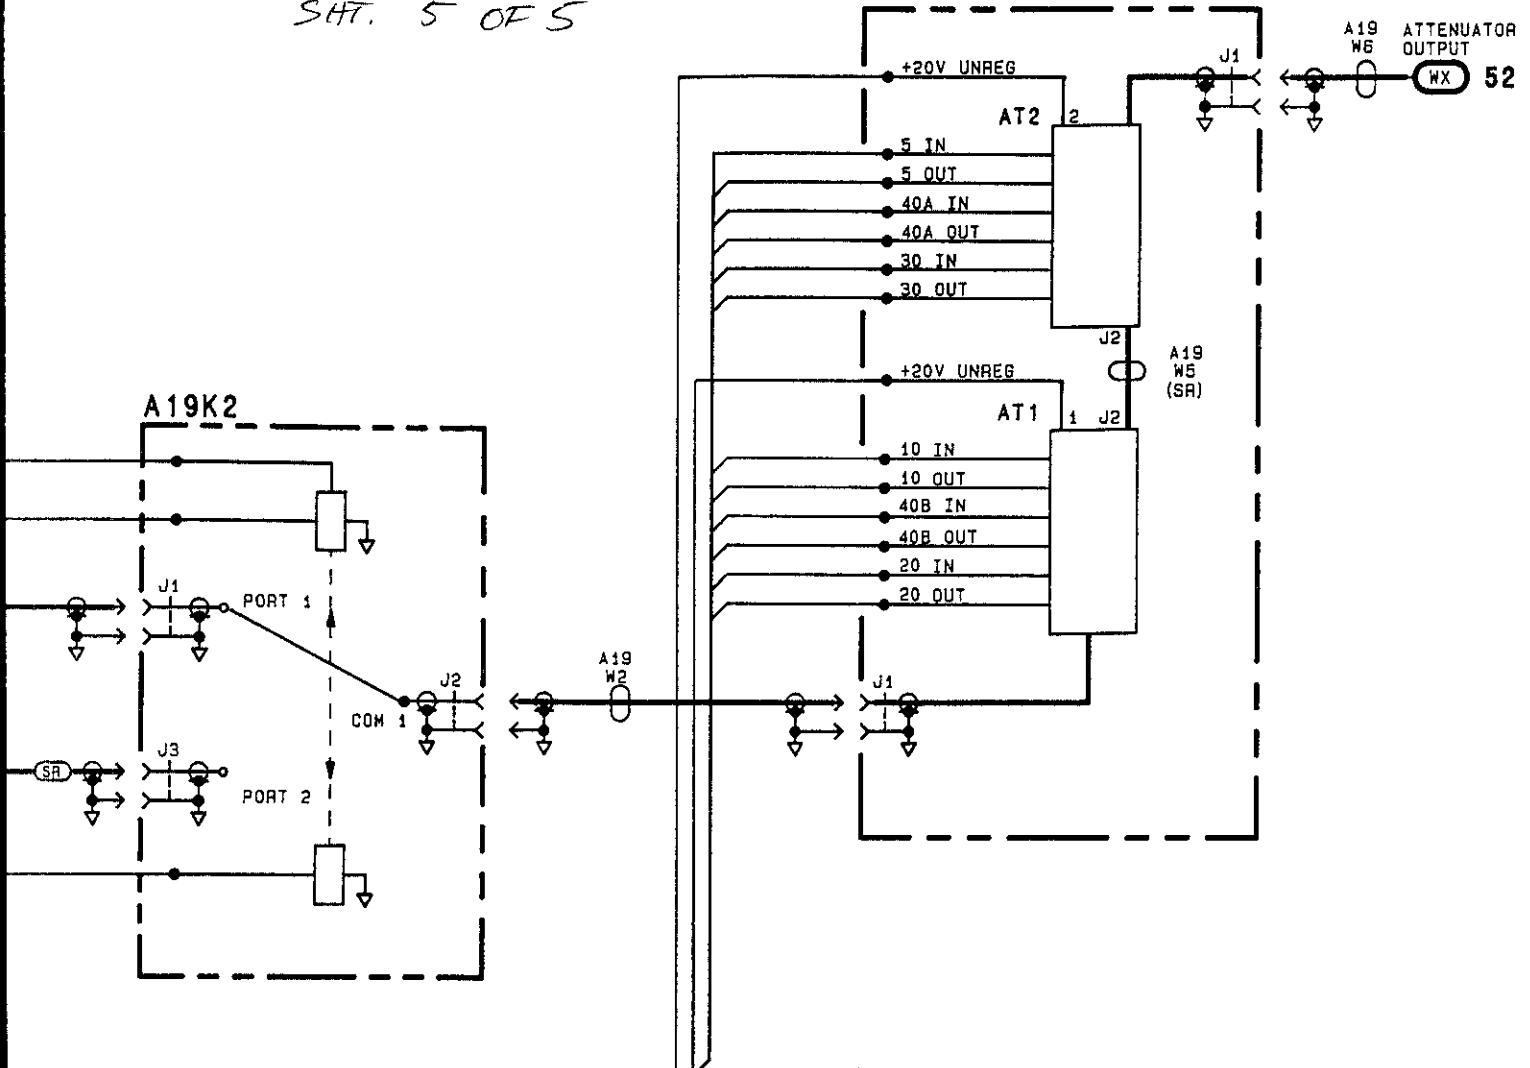 SHT. 5 OF 5
A19
W6
ATTENUATOR
OUTPUT
WX
52
J1
+20V UNREG
AT2
2
5 IN
5 OUT
40A IN
40A OUT
30 IN
30 OUT
J2
A19
W5
(SR)
+20V UNREG
AT1
1
J2
10 IN
10 OUT
40B IN
40B OUT
20 IN
20 OUT
J1
A19K2
J1
PORT 1
COM 1
J2
A19
W2
SR
J3
PORT 2